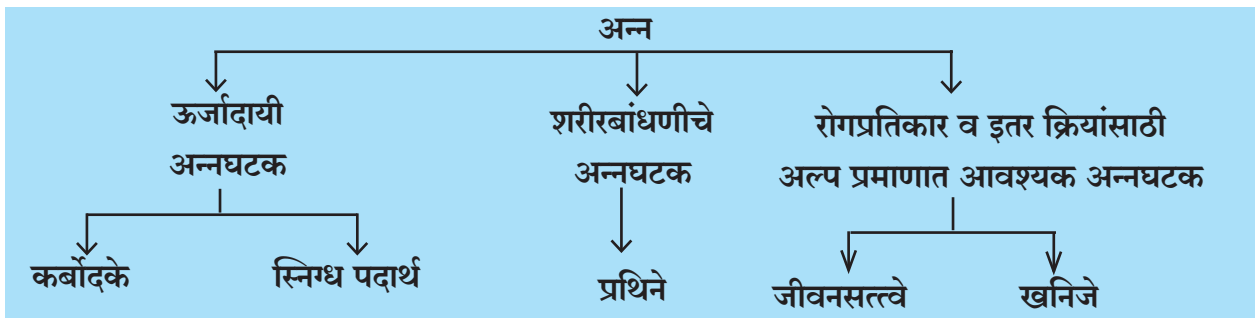 अन्न
ऊर्जादायी
अन्नघटक
शरीरबांधणीचे
अन्नघटक
रोगप्रतिकार व इतर क्रियांसाठी
अल्प प्रमाणात आवश्यक अन्नघटक
कर्बोदके
स्निग्ध पदार्थ
प्रथिने
जीवनसत्त्वे
खनिजे